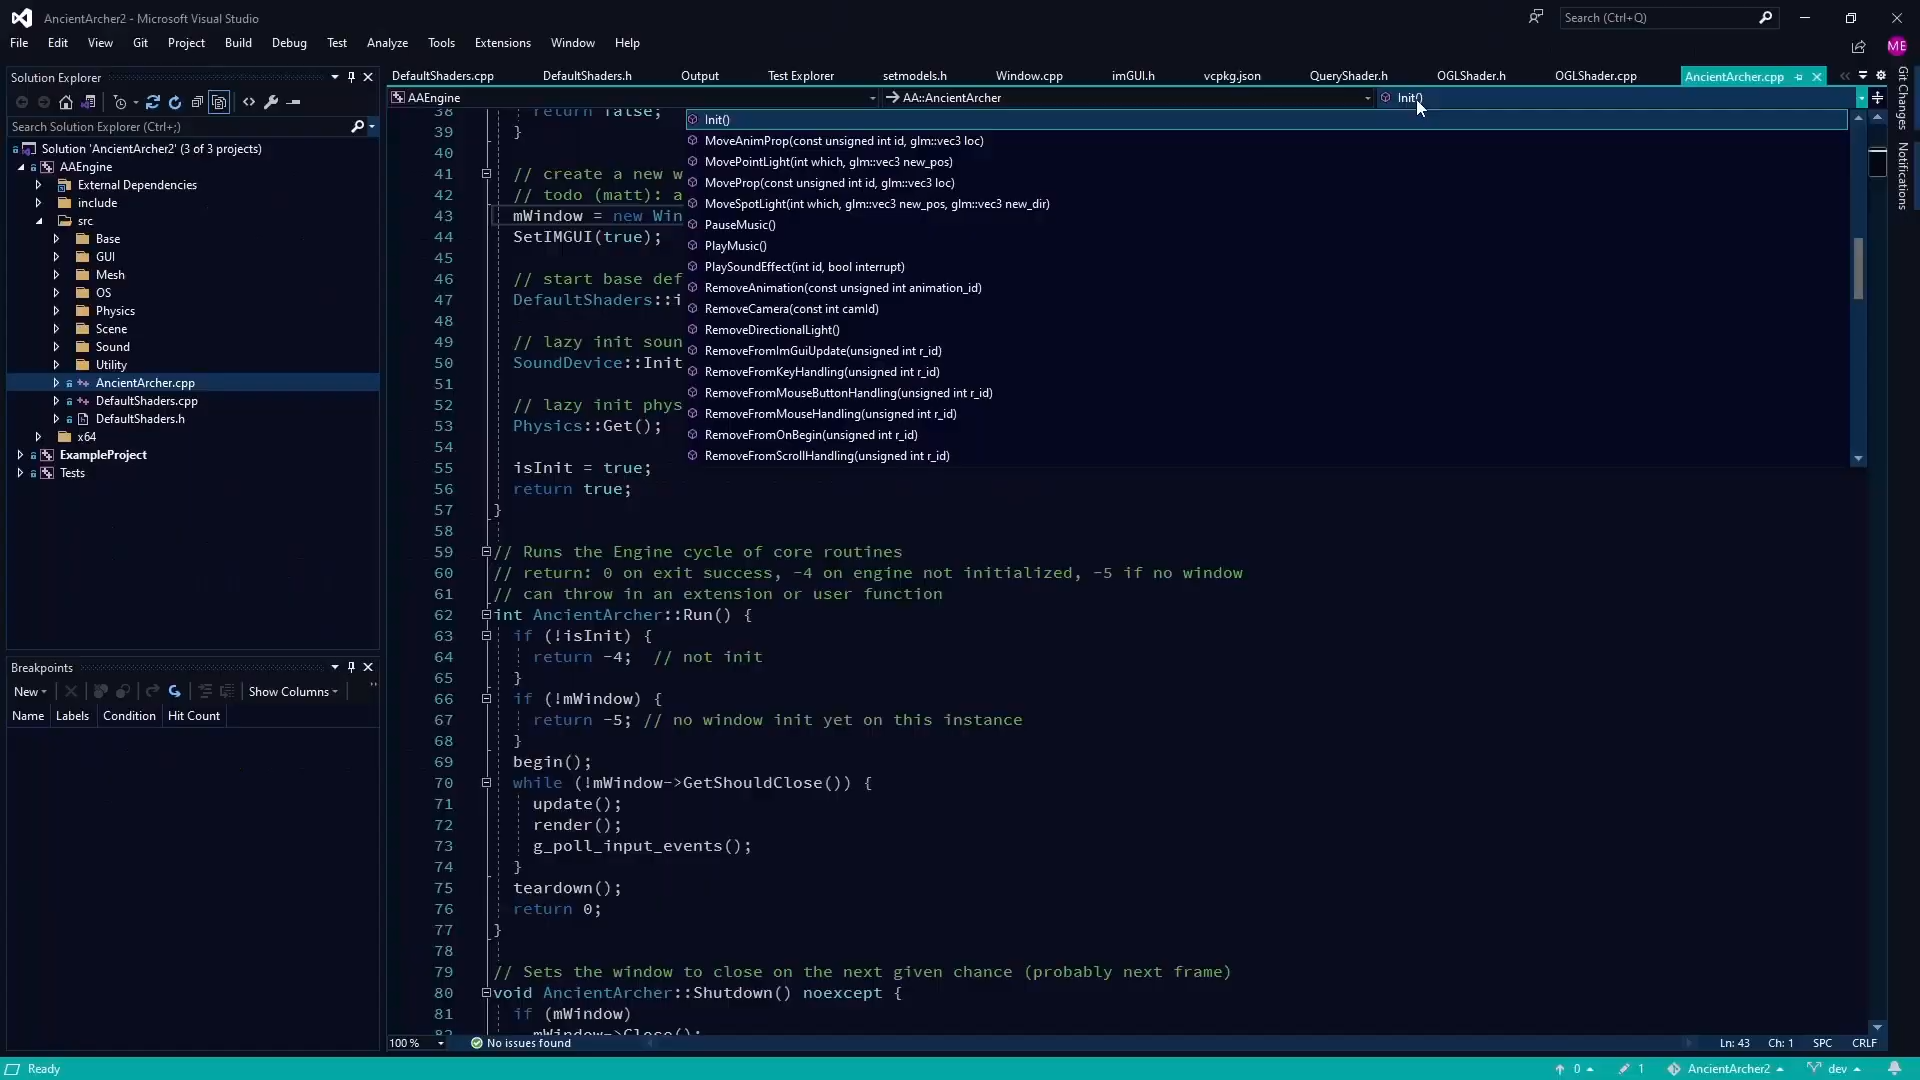 AncientArcher2 - Microsoft Visual Studio
Search (Ctrl+Q)
File Edit View Git Project Build Debug Test Analyze Tools Extensions Window Help
ME
Solution Explorer
Search Solution Explorer (Ctrl+;)
Solution 'AncientArcher2' (3 of 3 projects)
AAEngine
External Dependencies
include
src
Base
GUI
Mesh
OS
Physics
Scene
Sound
Utility
AncientArcher.cpp
DefaultShaders.cpp
DefaultShaders.h
x64
ExampleProject
Tests
Breakpoints
New Show Columns
Name Labels Condition Hit Count
DefaultShaders.cpp DefaultShaders.h Output Test Explorer setmodels.h Window.cpp imGUI.h vcpkg.json QueryShader.h OGLShader.h OGLShader.cpp AncientArcher.cpp
AAEngine AA::AncientArcher Init()
Init()
MoveAnimProp(const unsigned int id, glm::vec3 loc)
MovePointLight(int which, glm::vec3 new_pos)
MoveProp(const unsigned int id, glm::vec3 loc)
MoveSpotLight(int which, glm::vec3 new_pos, glm::vec3 new_dir)
PauseMusic()
PlayMusic()
PlaySoundEffect(int id, bool interrupt)
RemoveAnimation(const unsigned int animation_id)
RemoveCamera(const int camId)
RemoveDirectionalLight()
RemoveFromImGuiUpdate(unsigned int r_id)
RemoveFromKeyHandling(unsigned int r_id)
RemoveFromMouseButtonHandling(unsigned int r_id)
RemoveFromMouseHandling(unsigned int r_id)
RemoveFromOnBegin(unsigned int r_id)
RemoveFromScrollHandling(unsigned int r_id)
38 return false;
39 }
40
41 // create a new w
42 // todo (matt): a
43 mWindow = new Win
44 SetIMGUI(true);
45
46 // start base def
47 DefaultShaders::i
48
49 // lazy init soun
50 SoundDevice::Init
51
52 // lazy init phys
53 Physics::Get();
54
55 isInit = true;
56 return true;
57 }
58
59 // Runs the Engine cycle of core routines
60 // return: 0 on exit success, -4 on engine not initialized, -5 if no window
61 // can throw in an extension or user function
62 int AncientArcher::Run() {
63 if (!isInit) {
64 return -4; // not init
65 }
66 if (!mWindow) {
67 return -5; // no window init yet on this instance
68 }
69 begin();
70 while (!mWindow->GetShouldClose()) {
71 update();
72 render();
73 g_poll_input_events();
74 }
75 teardown();
76 return 0;
77 }
78
79 // Sets the window to close on the next given chance (probably next frame)
80 void AncientArcher::Shutdown() noexcept {
81 if (mWindow)
82 mWindow->Close();
100 % No issues found Ln: 43 Ch: 1 SPC CRLF
Git Changes
Notifications
Ready 0 1 AncientArcher2 dev